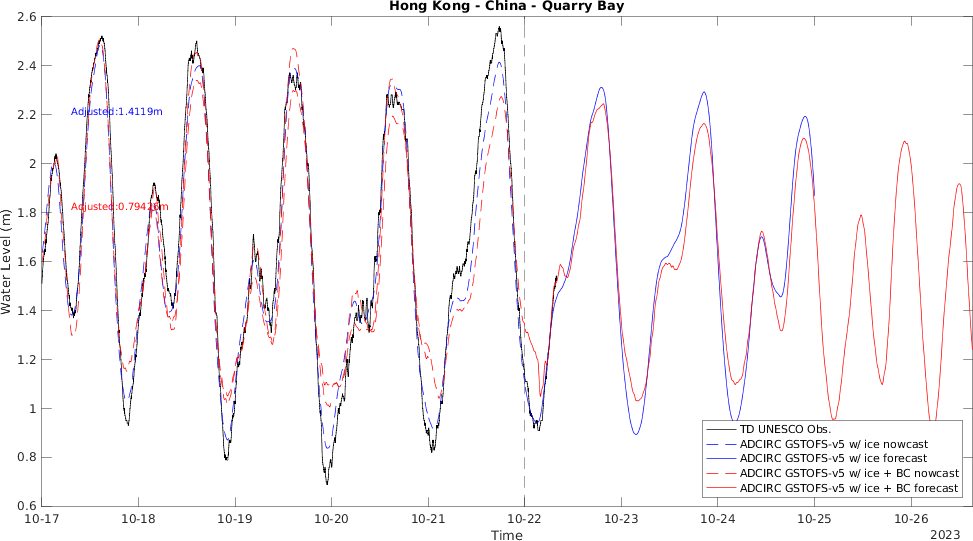 Hong Kong - China - Quarry Bay
Water Level (m)
2.6
2.4
2.2
2
1.8
1.6
1.4
1.2
1
0.8
0.6
Adjusted:1.4119m
TD UNESCO Obs.
ADCIRC GSTOFS-v5 w/ ice nowcast
ADCIRC GSTOFS-v5 w/ ice forecast
ADCIRC GSTOFS-v5 w/ ice + BC nowcast
ADCIRC GSTOFS-v5 w/ ice + BC forecast
10-17
10-18
10-19
10-20
10-21
10-22
10-23
10-24
10-25
10-26
Time
2023